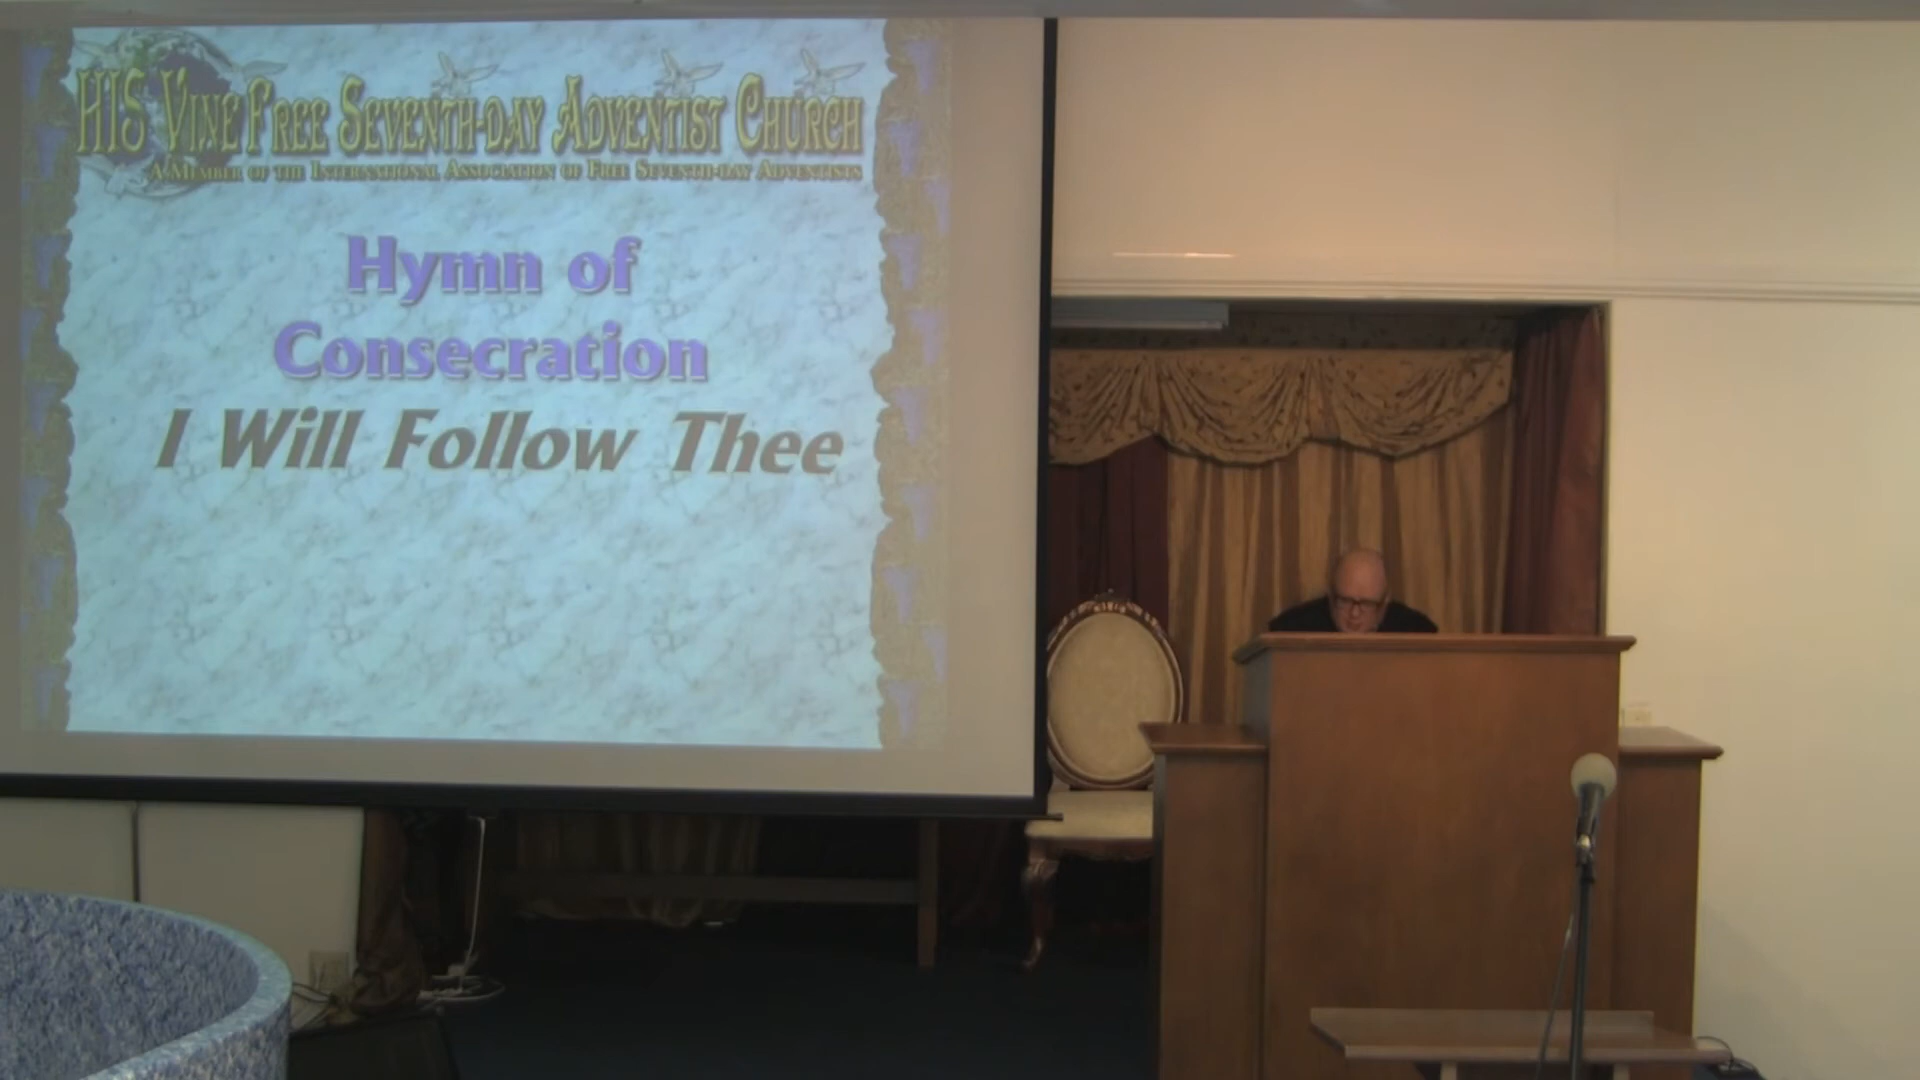 HIS Vine Free Seventh-day Adventist Church
A Member of the International Association of Free Seventh-day Adventists
Hymn of
Consecration
I Will Follow Thee